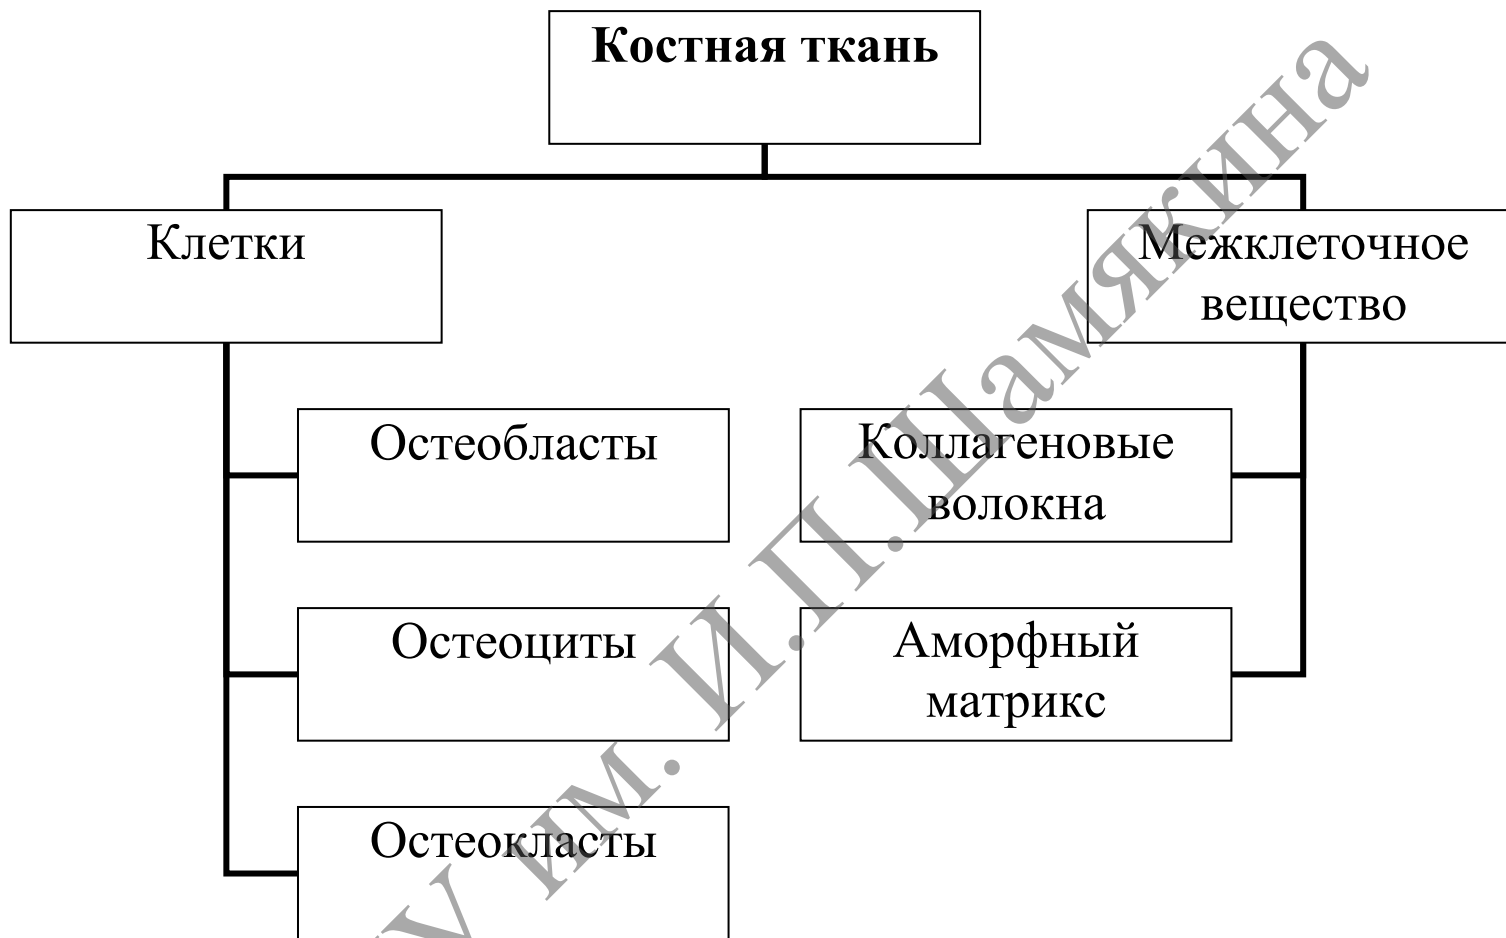 Костная ткань
Клетки
Межклеточное
вещество
Остеобласты
Коллагеновые
волокна
Остеоциты
Аморфный
матрикс
Остеокласты
У им. И.П.Шамякина